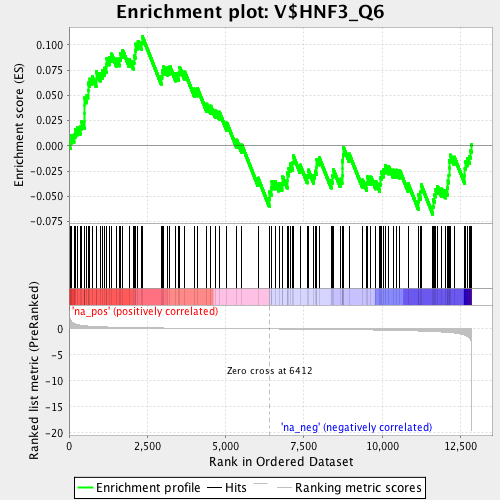 Enrichment plot: V$HNF3_Q6
Enrichment score (ES)
0.100
0.075
0.050
0.025
0.000
-0.025
-0.050
-0.075
'na_pos' (positively correlated)
Ranked list metric (PreRanked)
0
-5
-10
-15
-20
Zero cross at 6412
'na_neg' (negatively correlated)
0
2,500
5,000
7,500
10,000
12,500
Rank in Ordered Dataset
Enrichment profile
Hits
Ranking metric scores